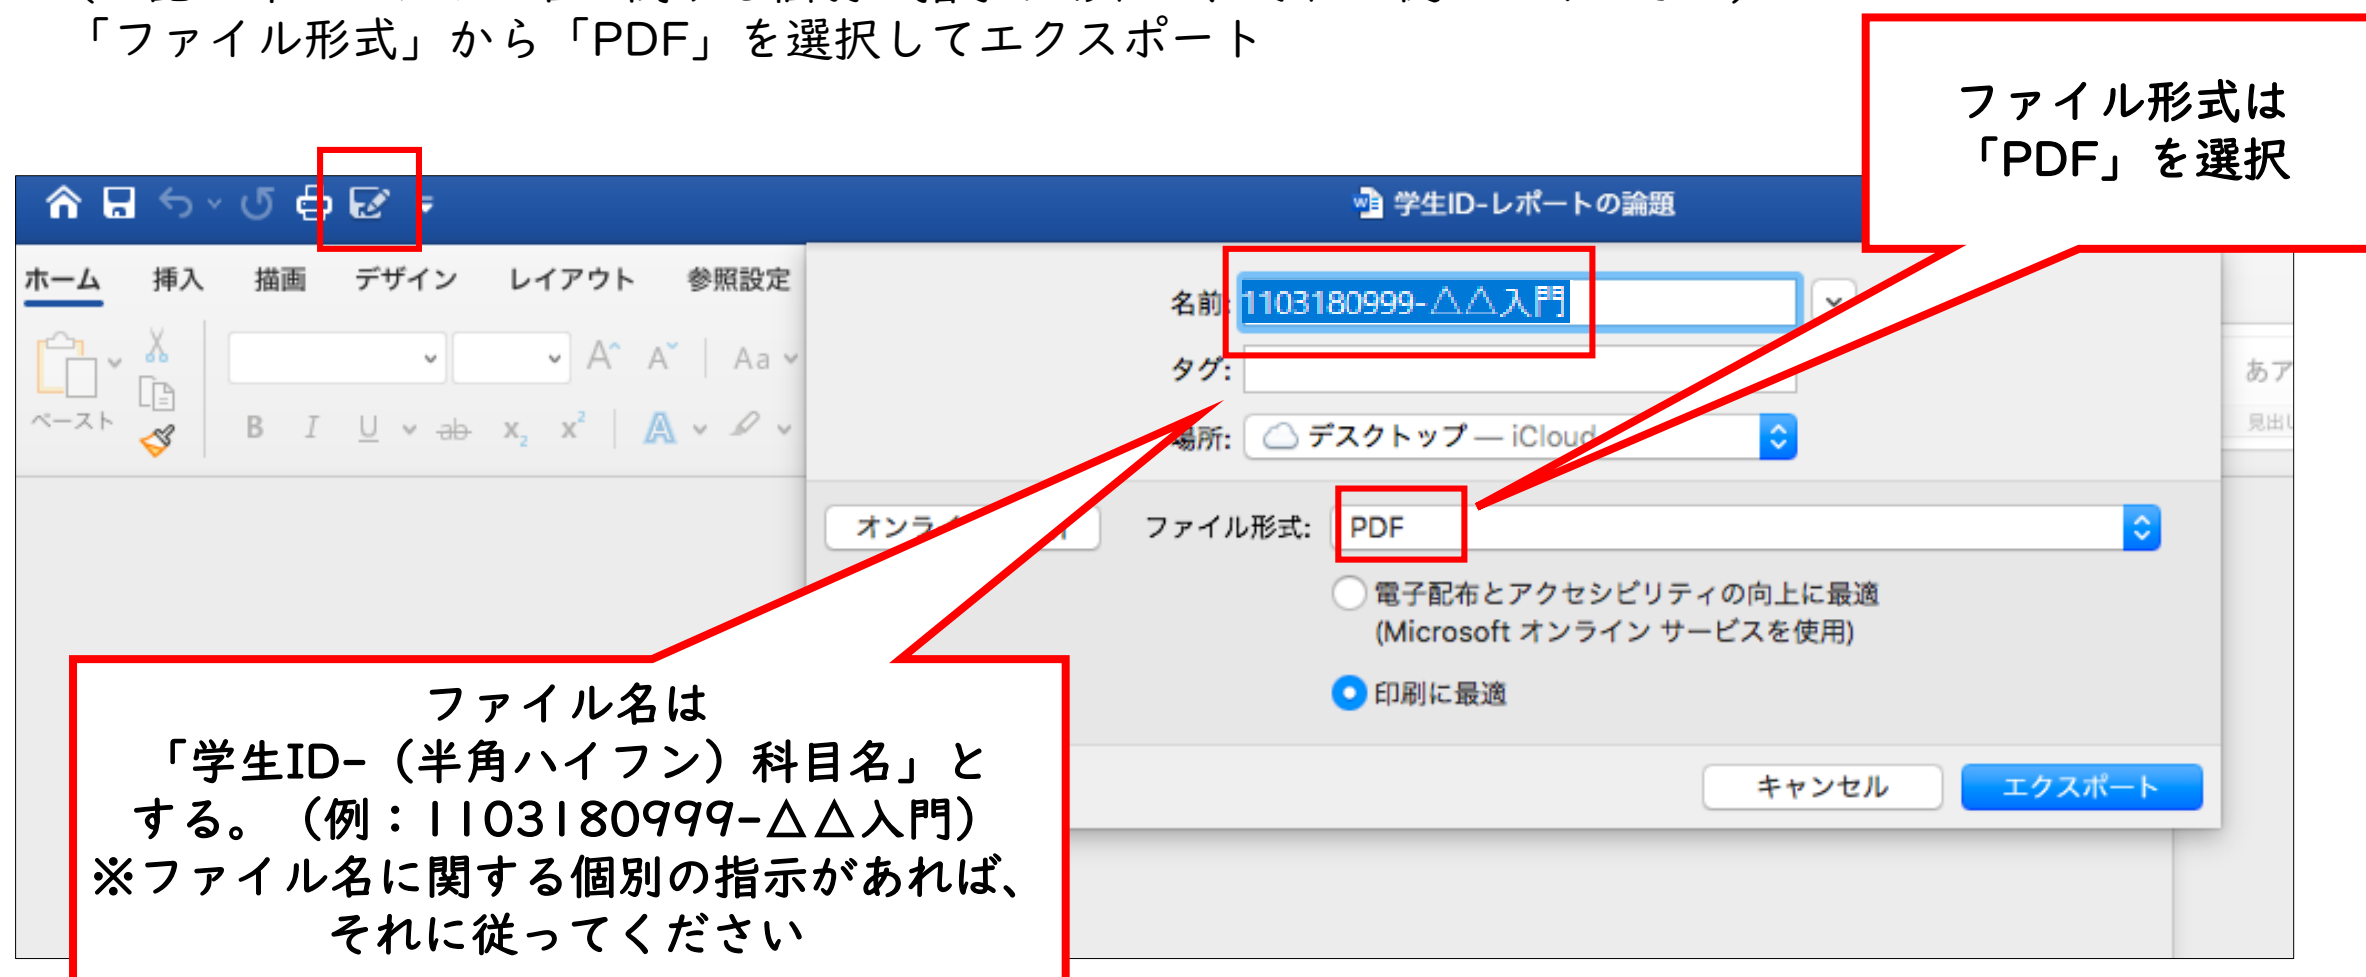 「ファイル形式」から「PDF」を選択してエクスポート
ファイル形式は
「PDF」を選択
学生ID-レポートの論題
ホーム 挿入 描画 デザイン レイアウト 参照設定
名前: 1103180999-△△入門
タグ:
場所: デスクトップ — iCloud
ペースト
Aa
B I U ab x₂ x²
あア
見出し
ファイル形式: PDF
電子配布とアクセシビリティの向上に最適
(Microsoft オンライン サービスを使用)
印刷に最適
キャンセル エクスポート
ファイル名は
「学生ID-（半角ハイフン）科目名」と
する。（例：1103180999-△△入門）
※ファイル名に関する個別の指示があれば、
それに従ってください